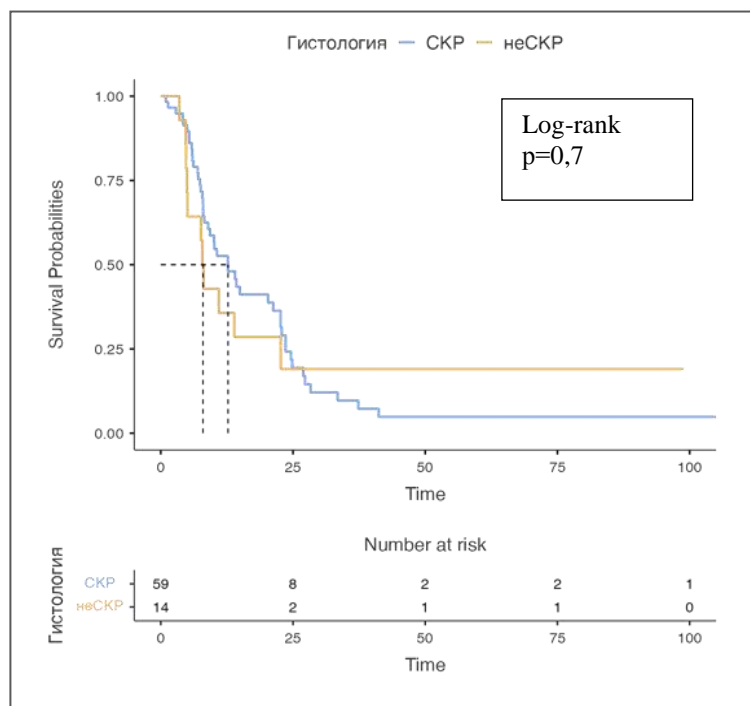 Гистология СКР неСКР
Log-rank
p=0,7
Survival Probabilities
1.00
0.75
0.50
0.25
0.00
0 25 50 75 100
Time
Number at risk
Гистология
СКР 59 8 2 2 1
неСКР 14 2 1 1 0
0 25 50 75 100
Time